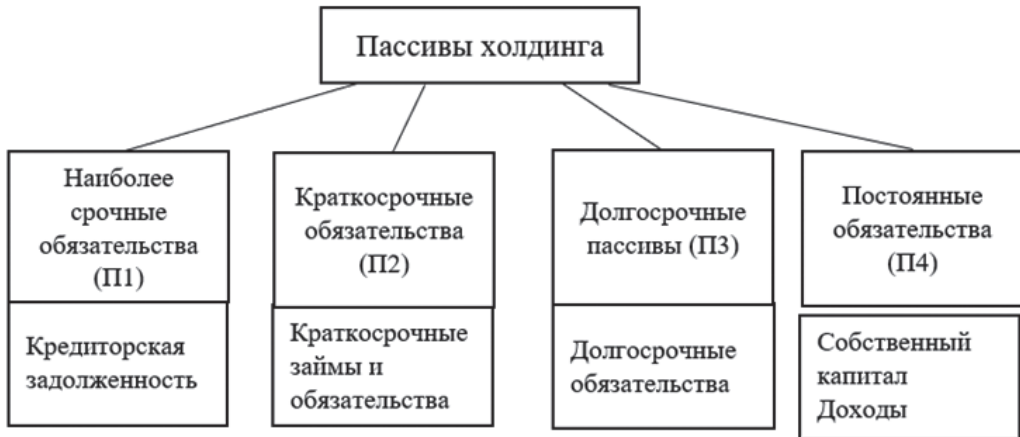 Пассивы холдинга
Наиболее
срочные
обязательства
(П1)
Кредиторская
задолженность
Краткосрочные
обязательства
(П2)
Краткосрочные
займы и
обязательства
Долгосрочные
пассивы (П3)
Долгосрочные
обязательства
Постоянные
обязательства
(П4)
Собственный
капитал
Доходы